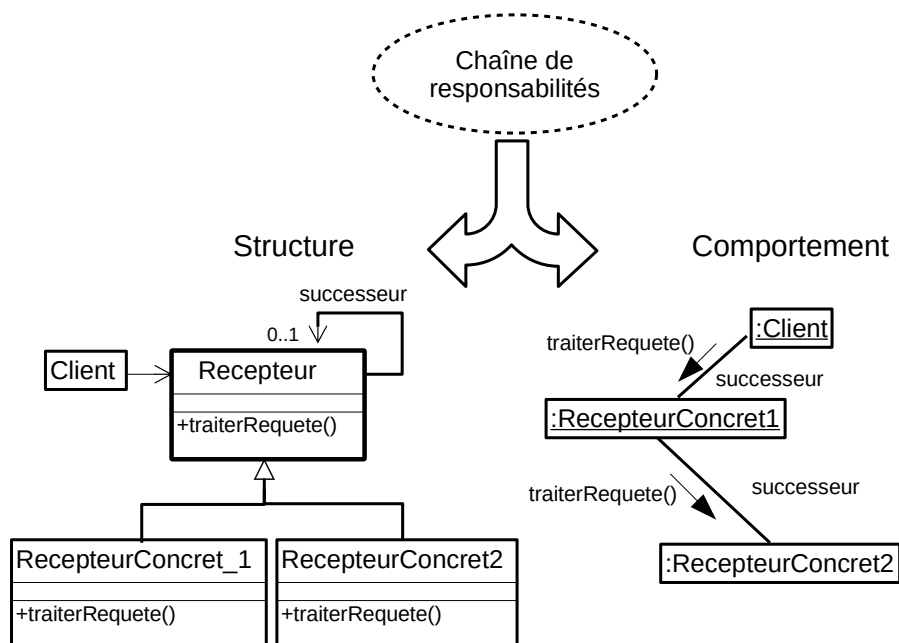 Chaîne de
responsabilités
Structure
Comportement
successeur
0..1
Client
Recepteur
+traiterRequete()
RecepteurConcret_1
+traiterRequete()
RecepteurConcret2
+traiterRequete()
:Client
traiterRequete()
successeur
:RecepteurConcret1
traiterRequete()
successeur
:RecepteurConcret2